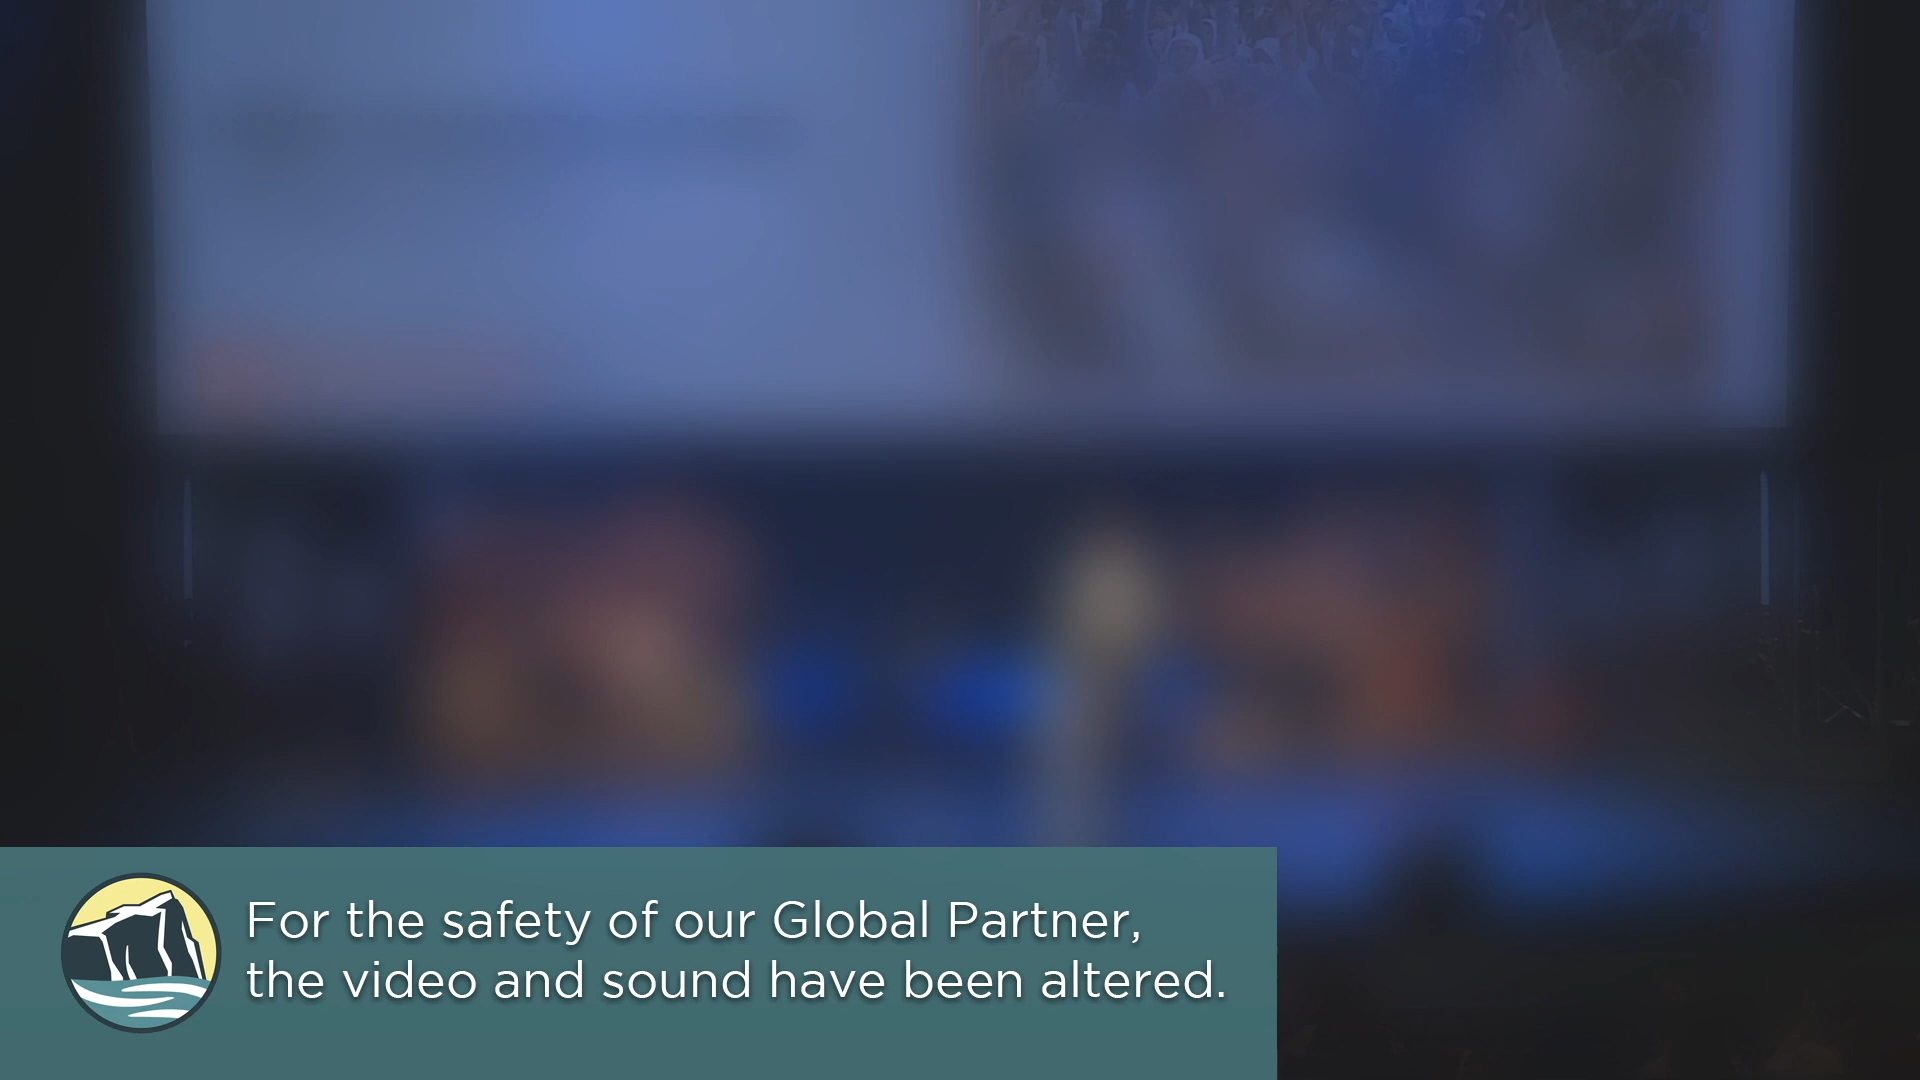 For the safety of our Global Partner,
the video and sound have been altered.